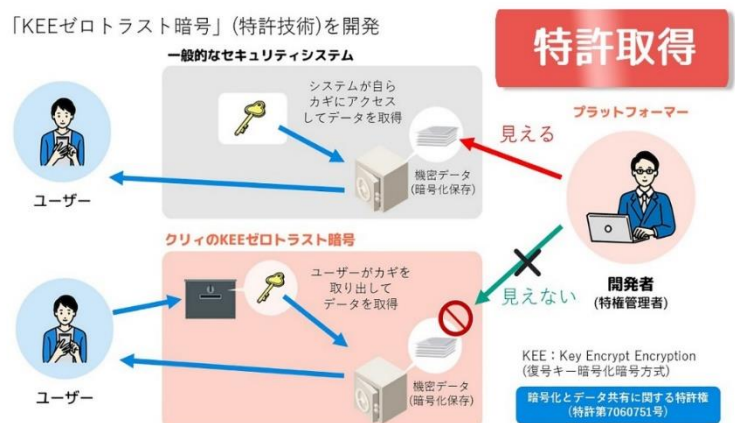 「KEEゼロトラスト暗号」(特許技術)を開発
特許取得
一般的なセキュリティシステム
システムが自ら
カギにアクセス
してデータを取得
ユーザー
機密データ
(暗号化保存)
見える
プラットフォーマー
開発者
(特権管理者)
クリィのKEEゼロトラスト暗号
ユーザーがカギを
取り出して
データを取得
見えない
ユーザー
機密データ
(暗号化保存)
KEE：Key Encrypt Encryption
(復号キー暗号化暗号方式)
暗号化とデータ共有に関する特許権
(特許第7060751号)